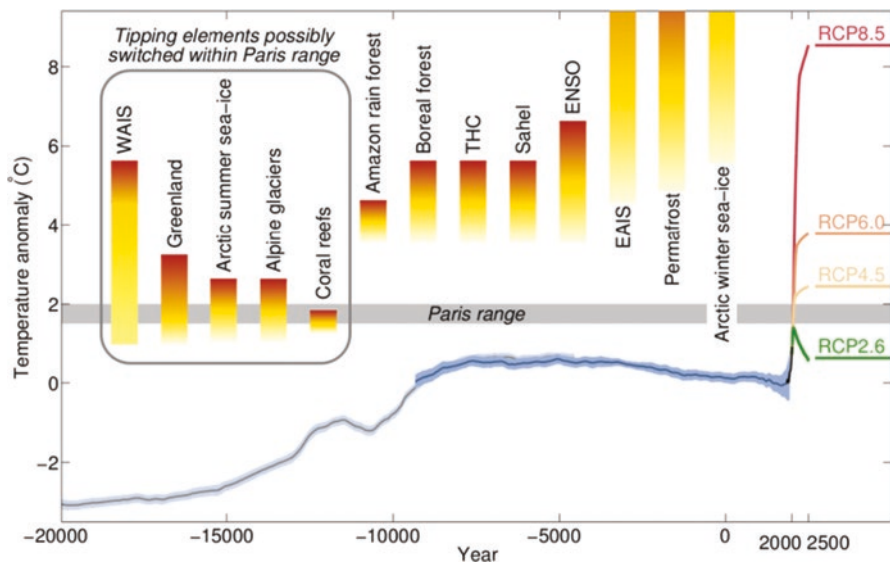 Tipping elements possibly
switched within Paris range
WAIS
Greenland
Arctic summer sea-ice
Alpine glaciers
Coral reefs
Amazon rain forest
Boreal forest
THC
Sahel
ENSO
EAIS
Permafrost
Arctic winter sea-ice
RCP8.5
RCP6.0
RCP4.5
RCP2.6
Paris range
Temperature anomaly (°C)
8
6
4
2
0
−2
-20000
-15000
-10000
-5000
0
2000
2500
Year